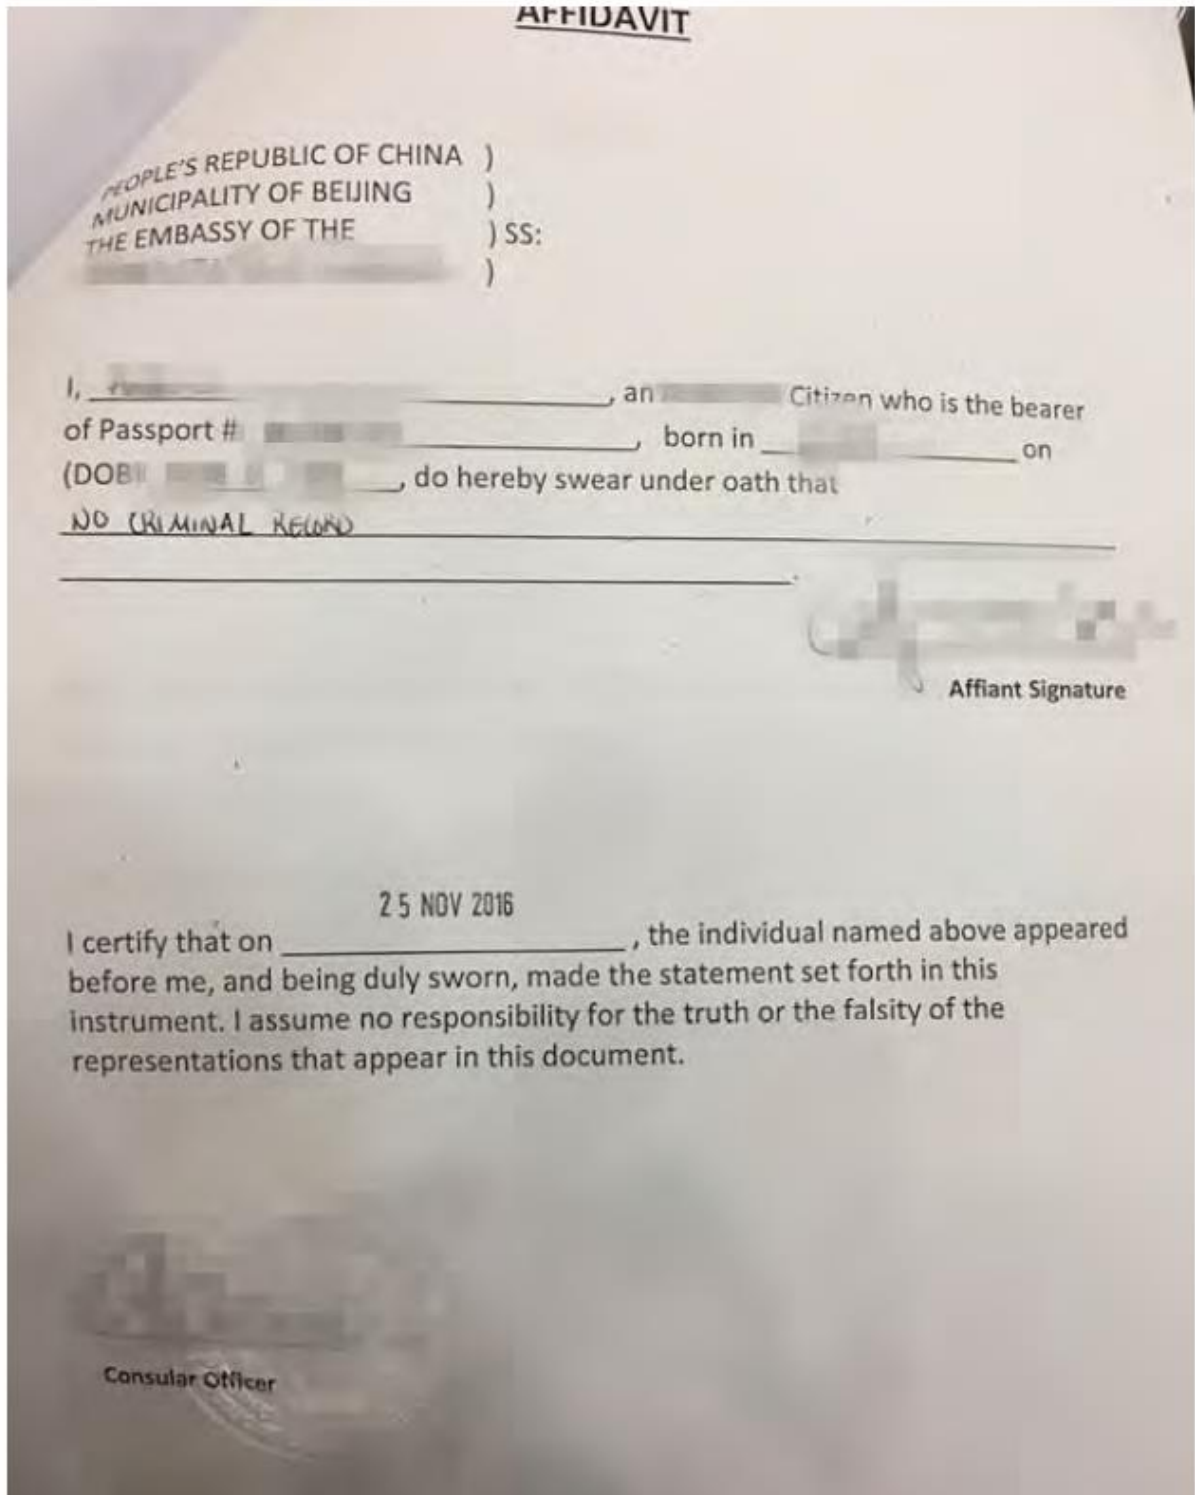 AFFIDAVIT
PEOPLE'S REPUBLIC OF CHINA )
MUNICIPALITY OF BEIJING )
THE EMBASSY OF THE ) SS:
)
I, , an Citizen who is the bearer
of Passport # , born in on
(DOB , do hereby swear under oath that
NO CRIMINAL RECORD
.
Affiant Signature
25 NOV 2016
I certify that on , the individual named above appeared
before me, and being duly sworn, made the statement set forth in this
instrument. I assume no responsibility for the truth or the falsity of the
representations that appear in this document.
Consular Officer